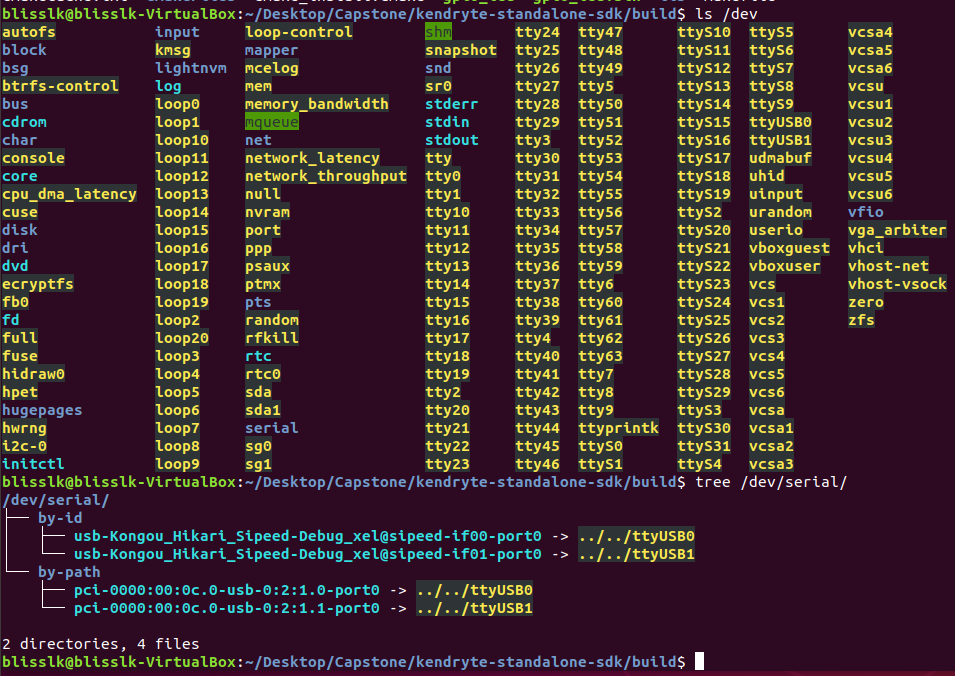 blisslk@blisslk-VirtualBox:~/Desktop/Capstone/kendryte-standalone-sdk/build$ ls /dev
autofs input loop-control shm tty24 tty47 ttyS10 ttyS5 vcsa4
block kmsg mapper snapshot tty25 tty48 ttyS11 ttyS6 vcsa5
bsg lightnvm mcelog snd tty26 tty49 ttyS12 ttyS7 vcsa6
btrfs-control log mem sr0 tty27 tty5 ttyS13 ttyS8 vcsu
bus loop0 memory_bandwidth stderr tty28 tty50 ttyS14 ttyS9 vcsu1
cdrom loop1 mqueue stdin tty29 tty51 ttyS15 ttyUSB0 vcsu2
char loop10 net stdout tty3 tty52 ttyS16 ttyUSB1 vcsu3
console loop11 network_latency tty tty30 tty53 ttyS17 udmabuf vcsu4
core loop12 network_throughput tty0 tty31 tty54 ttyS18 uhid vcsu5
cpu_dma_latency loop13 null tty1 tty32 tty55 ttyS19 uinput vcsu6
cuse loop14 nvram tty10 tty33 tty56 ttyS2 urandom vfio
disk loop15 port tty11 tty34 tty57 ttyS20 userio vga_arbiter
dri loop16 ppp tty12 tty35 tty58 ttyS21 vboxguest vhci
dvd loop17 psaux tty13 tty36 tty59 ttyS22 vboxuser vhost-net
ecryptfs loop18 ptmx tty14 tty37 tty6 ttyS23 vcs vhost-vsock
fb0 loop19 pts tty15 tty38 tty60 ttyS24 vcs1 zero
fd loop2 random tty16 tty39 tty61 ttyS25 vcs2 zfs
full loop20 rfkill tty17 tty4 tty62 ttyS26 vcs3
fuse loop3 rtc tty18 tty40 tty63 ttyS27 vcs4
hidraw0 loop4 rtc0 tty19 tty41 tty7 ttyS28 vcs5
hpet loop5 sda tty2 tty42 tty8 ttyS29 vcs6
hugepages loop6 sda1 tty20 tty43 tty9 ttyS3 vcsa
hwrng loop7 serial tty21 tty44 ttyprintk ttyS30 vcsa1
i2c-0 loop8 sg0 tty22 tty45 ttyS0 ttyS31 vcsa2
initctl loop9 sg1 tty23 tty46 ttyS1 ttyS4 vcsa3
blisslk@blisslk-VirtualBox:~/Desktop/Capstone/kendryte-standalone-sdk/build$ tree /dev/serial/
/dev/serial/
├── by-id
│   ├── usb-Kongou_Hikari_Sipeed-Debug_xel@sipeed-if00-port0 -> ../../ttyUSB0
│   └── usb-Kongou_Hikari_Sipeed-Debug_xel@sipeed-if01-port0 -> ../../ttyUSB1
└── by-path
    ├── pci-0000:00:0c.0-usb-0:2:1.0-port0 -> ../../ttyUSB0
    └── pci-0000:00:0c.0-usb-0:2:1.1-port0 -> ../../ttyUSB1
2 directories, 4 files
blisslk@blisslk-VirtualBox:~/Desktop/Capstone/kendryte-standalone-sdk/build$